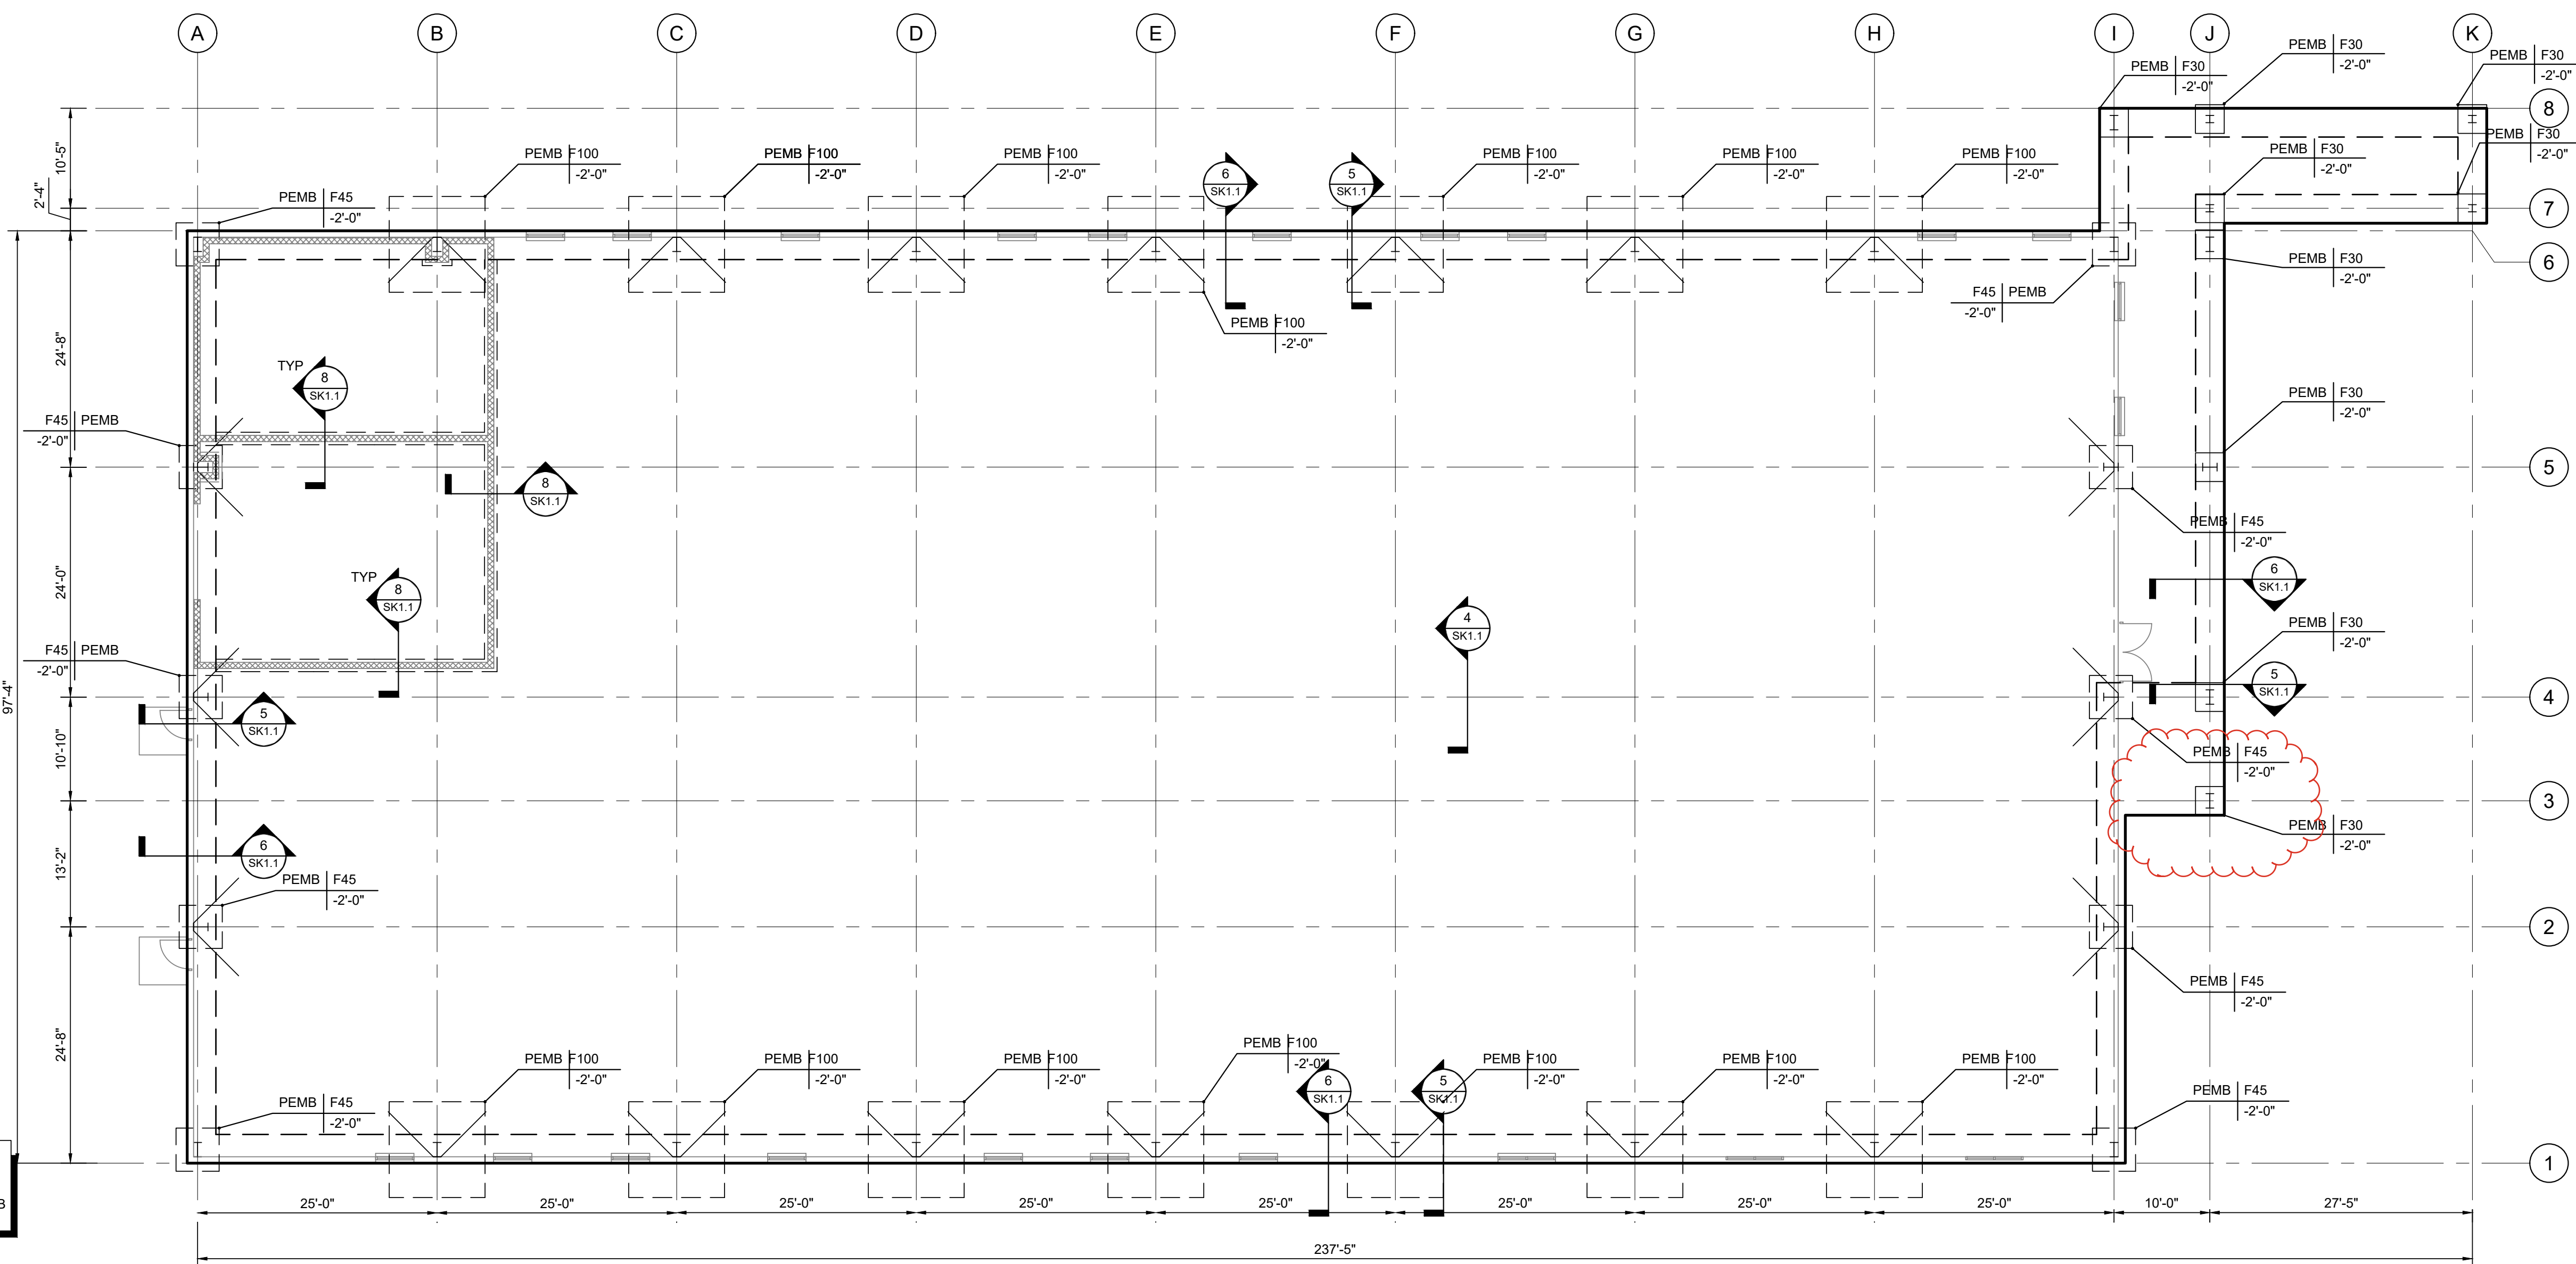 A
B
C
D
E
F
G
H
I
J
K
PEMB F30
-2'-0"
PEMB F30
-2'-0"
PEMB F30
-2'-0"
8
PEMB F30
-2'-0"
PEMB F30
-2'-0"
10'-5"
2'-4"
PEMB F100
-2'-0"
PEMB F100
-2'-0"
PEMB F100
-2'-0"
6
SK1.1
5
SK1.1
PEMB F100
-2'-0"
PEMB F100
-2'-0"
PEMB F100
-2'-0"
PEMB F45
-2'-0"
7
6
PEMB F30
-2'-0"
F45 PEMB
-2'-0"
PEMB F100
-2'-0"
24'-8"
TYP
8
SK1.1
F45 PEMB
-2'-0"
PEMB F30
-2'-0"
5
8
SK1.1
PEMB F45
-2'-0"
24'-0"
TYP
8
SK1.1
4
SK1.1
6
SK1.1
F45 PEMB
-2'-0"
PEMB F30
-2'-0"
97'-4"
5
SK1.1
5
SK1.1
4
10'-10"
PEMB F45
-2'-0"
3
PEMB F30
-2'-0"
6
SK1.1
13'-2"
PEMB F45
-2'-0"
2
PEMB F45
-2'-0"
24'-8"
PEMB F100
-2'-0"
PEMB F100
-2'-0"
PEMB F100
-2'-0"
PEMB F100
-2'-0"
6
SK1.1
5
SK1.1
PEMB F100
-2'-0"
PEMB F100
-2'-0"
PEMB F100
-2'-0"
PEMB F45
-2'-0"
PEMB F45
-2'-0"
1
B
25'-0"
25'-0"
25'-0"
25'-0"
25'-0"
25'-0"
25'-0"
25'-0"
10'-0"
27'-5"
237'-5"